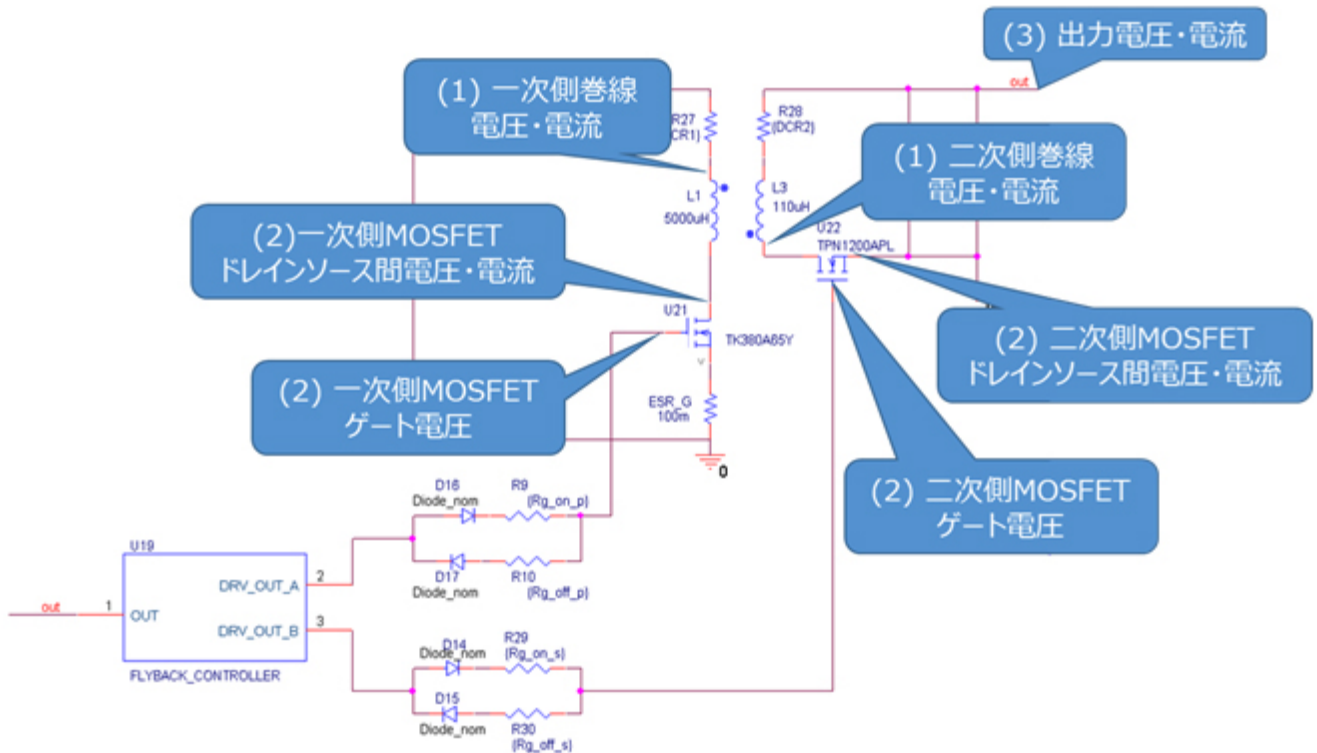 (3) 出力電圧・電流
out
(1) 一次側巻線
電圧・電流
R27
CR1)
R28
(DCR2)
(1) 二次側巻線
電圧・電流
L1
5000uH
L3
110uH
U22
TPN1200APL
(2)一次側MOSFET
ドレインソース間電圧・電流
U21
TK380A65Y
(2) 二次側MOSFET
ドレインソース間電圧・電流
(2) 一次側MOSFET
ゲート電圧
ESR_G
100m
0
(2) 二次側MOSFET
ゲート電圧
D16
Diode_nom
R9
(Rg_on_p)
U19
DRV_OUT_A
2
D17
Diode_nom
R10
(Rg_off_p)
out
1
OUT
DRV_OUT_B
3
FLYBACK_CONTROLLER
D14
Diode_nom
R29
(Rg_on_s)
D15
Diode_nom
R30
(Rg_off_s)